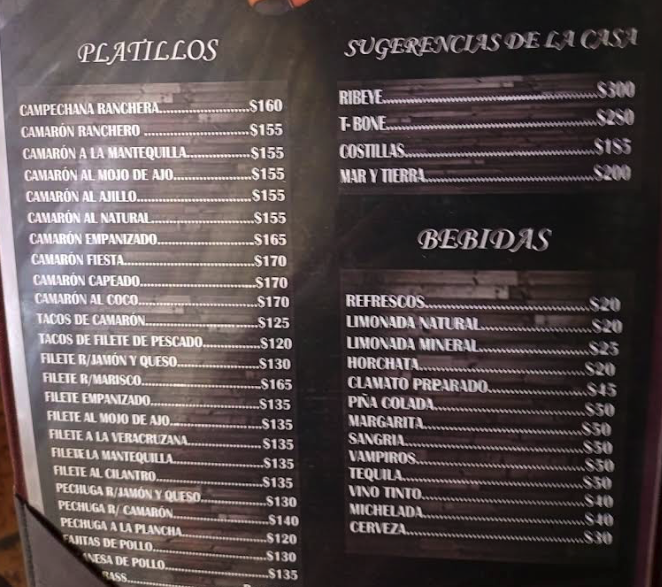 PLATILLOS
CAMPECHANA RANCHERA........................$160
CAMARÓN RANCHERO ........................$155
CAMARÓN A LA MANTEQUILLA................$155
CAMARÓN AL MOJO DE AJO....................$155
CAMARÓN AL AJILLO............................$155
CAMARÓN AL NATURAL........................$155
CAMARÓN EMPANIZADO........................$165
CAMARÓN FIESTA................................$170
CAMARÓN CAPEADO............................$170
CAMARÓN AL COCO............................$170
TACOS DE CAMARÓN............................$125
TACOS DE FILETE DE PESCADO................$120
FILETE R/JAMÓN Y QUESO....................$130
FILETE R/MARISCO............................$165
FILETE EMPANIZADO............................$135
FILETE AL MOJO DE AJO........................$135
FILETE A LA VERACRUZANA....................$135
FILETE LA MANTEQUILLA........................$135
FILETE AL CILANTRO............................$135
PECHUGA R/JAMÓN Y QUESO....................$130
PECHUGA R/ CAMARÓN........................$140
PECHUGA A LA PLANCHA........................$120
FAJITAS DE POLLO............................$130
ANESA DE POLLO............................$135
SUGERENCIAS DE LA CASA
RIBEYE................................................$300
T-BONE................................................$280
COSTILLAS............................................$185
MAR Y TIERRA........................................$200
BEBIDAS
REFRESCOS........................................$20
LIMONADA NATURAL............................$20
LIMONADA MINERAL............................$25
HORCHATA........................................$20
CLAMATO PREPARADO........................$45
PIÑA COLADA....................................$50
MARGARITA........................................$50
SANGRIA............................................$50
VAMPIROS........................................$50
TEQUILA............................................$50
VINO TINTO........................................$40
MICHELADA........................................$40
CERVEZA............................................$30